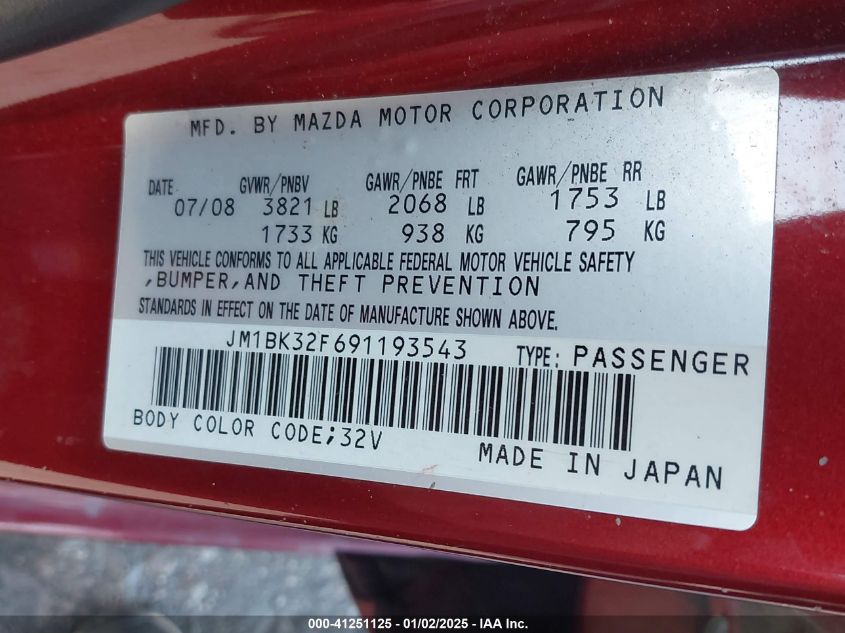 MFD. BY MAZDA MOTOR CORPORATION
DATE GVWR/PNBV GAWR/PNBE FRT GAWR/PNBE RR
07/08 3821 LB 2068 LB 1753 LB
1733 KG 938 KG 795 KG
THIS VEHICLE CONFORMS TO ALL APPLICABLE FEDERAL MOTOR VEHICLE SAFETY
,BUMPER,AND THEFT PREVENTION
STANDARDS IN EFFECT ON THE DATE OF MANUFACTURE SHOWN ABOVE.
JM1BK32F691193543 TYPE: PASSENGER
BODY COLOR CODE;32V MADE IN JAPAN
000-41251125 - 01/02/2025 - IAA Inc.